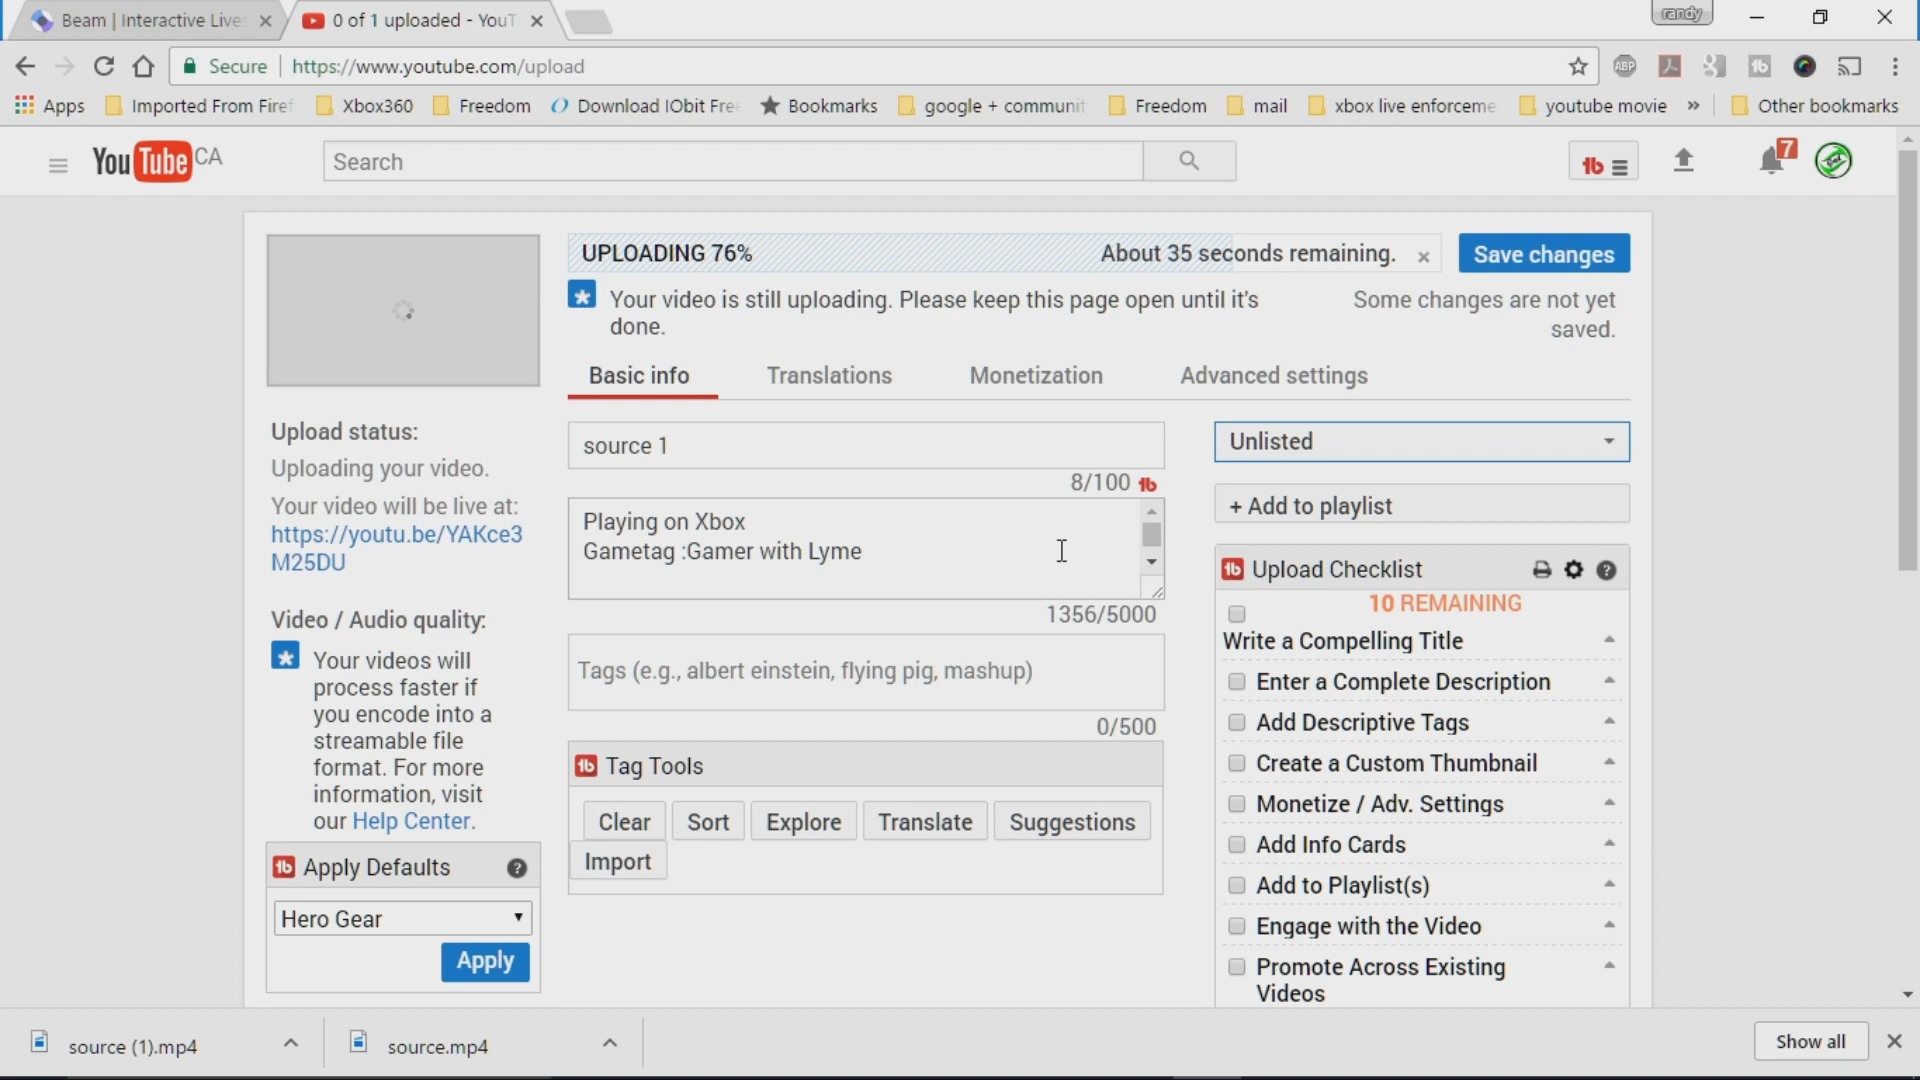 Beam | Interactive Lives
0 of 1 uploaded - YouT
randy
Secure
https://www.youtube.com/upload
ABP
Apps
Imported From Firef
Xbox360
Freedom
Download IObit Free
Bookmarks
google + communit
Freedom
mail
xbox live enforceme
youtube movie
»
Other bookmarks
YouTube CA
Search
7
UPLOADING 76%
About 35 seconds remaining.
Save changes
Your video is still uploading. Please keep this page open until it's
done.
Some changes are not yet
saved.
Basic info
Translations
Monetization
Advanced settings
Upload status:
Uploading your video.
Your video will be live at:
https://youtu.be/YAKce3
M25DU
Video / Audio quality:
Your videos will
process faster if
you encode into a
streamable file
format. For more
information, visit
our Help Center.
Apply Defaults
Hero Gear
Apply
source 1
8/100
Playing on Xbox
Gametag :Gamer with Lyme
1356/5000
Tags (e.g., albert einstein, flying pig, mashup)
0/500
Tag Tools
Clear
Sort
Explore
Translate
Suggestions
Import
Unlisted
+ Add to playlist
Upload Checklist
10 REMAINING
Write a Compelling Title
Enter a Complete Description
Add Descriptive Tags
Create a Custom Thumbnail
Monetize / Adv. Settings
Add Info Cards
Add to Playlist(s)
Engage with the Video
Promote Across Existing
Videos
source (1).mp4
source.mp4
Show all